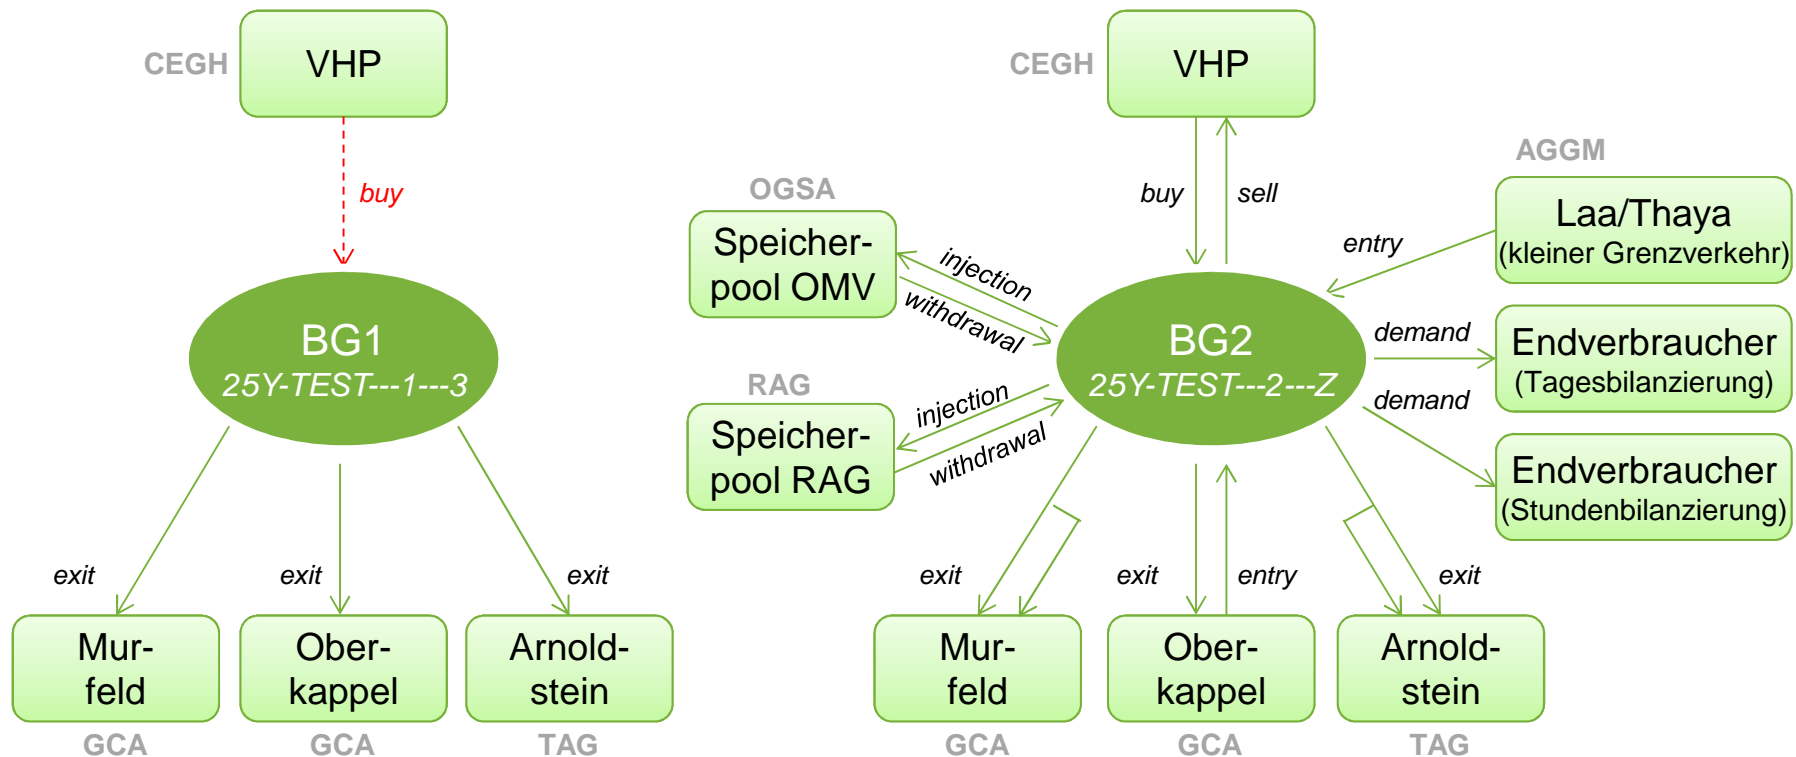 CEGH
VHP
buy
BG1
25Y-TEST---1---3
exit
exit
exit
Mur-
feld
Ober-
kappel
Arnold-
stein
GCA
GCA
TAG
CEGH
VHP
buy
sell
AGGM
Laa/Thaya
(kleiner Grenzverkehr)
entry
OGSA
Speicher-
pool OMV
injection
withdrawal
BG2
25Y-TEST---2---Z
demand
Endverbraucher
(Tagesbilanzierung)
demand
Endverbraucher
(Stundenbilanzierung)
RAG
Speicher-
pool RAG
injection
withdrawal
exit
exit
entry
exit
Mur-
feld
Ober-
kappel
Arnold-
stein
GCA
GCA
TAG